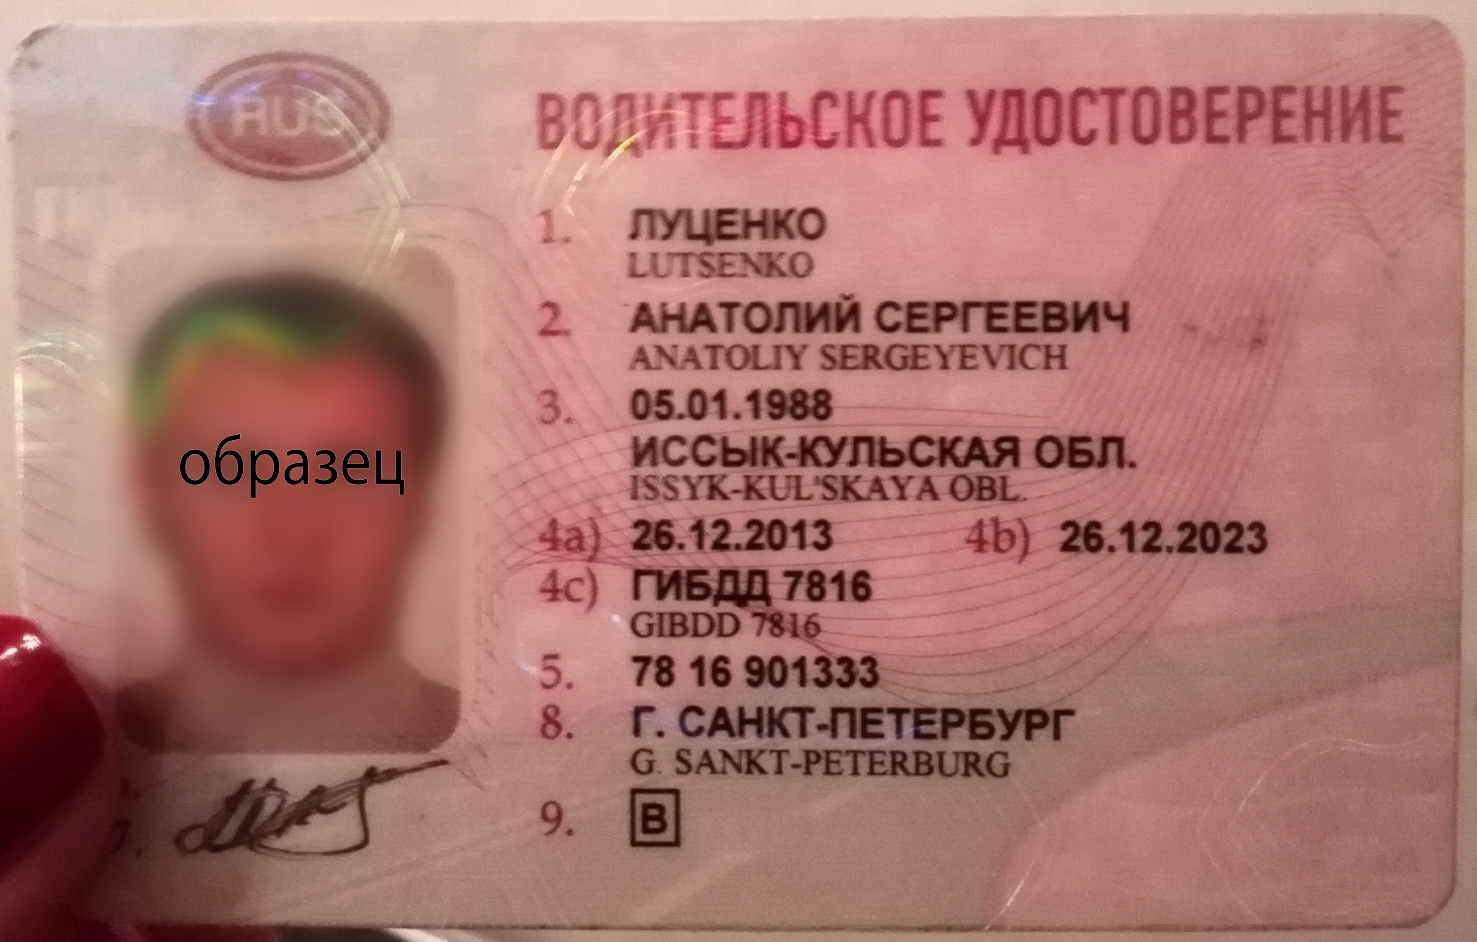 RUS
ВОДИТЕЛЬСКОЕ УДОСТОВЕРЕНИЕ
1. ЛУЦЕНКО
LUTSENKO
2. АНАТОЛИЙ СЕРГЕЕВИЧ
ANATOLIY SERGEYEVICH
3. 05.01.1988
ИССЫК-КУЛЬСКАЯ ОБЛ.
ISSYK-KUL'SKAYA OBL.
образец
4a) 26.12.2013 4b) 26.12.2023
4c) ГИБДД 7816
GIBDD 7816
5. 78 16 901333
8. Г. САНКТ-ПЕТЕРБУРГ
G. SANKT-PETERBURG
7.
9. B